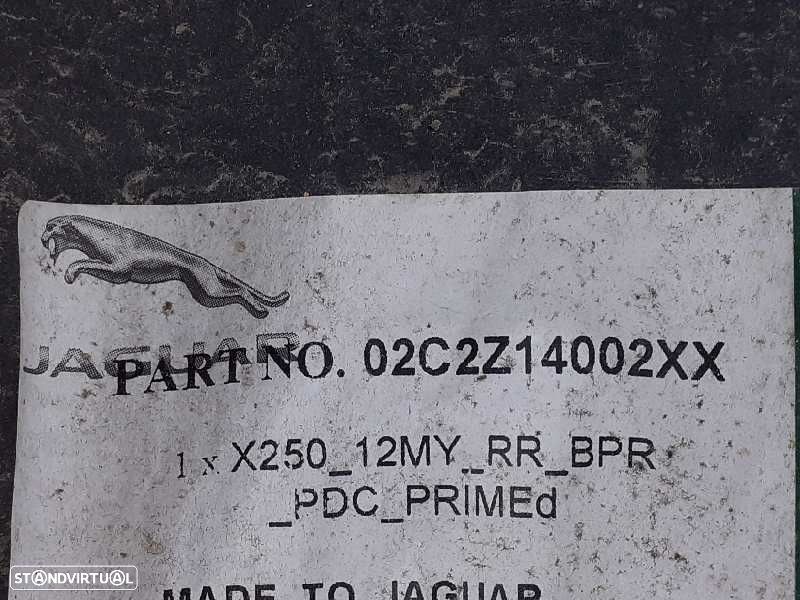 JAGUAR
PART NO. 02C2Z14002XX
1 x X250_12MY_RR_BPR
_PDC_PRIMEd
MADE TO JAGUAR
STANDVIRTUAL